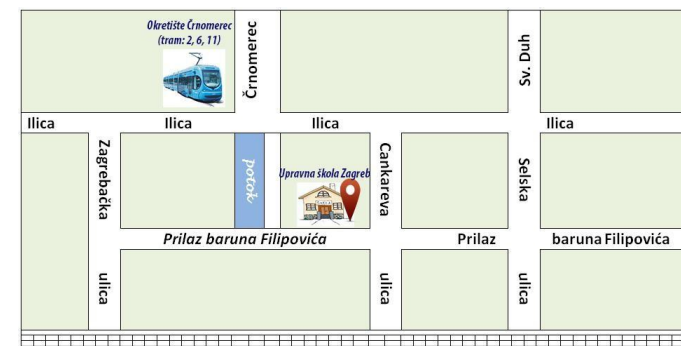 Okretište Črnomerec
(tram: 2, 6, 11)
Črnomerec
Sv. Duh
Ilica
Ilica
Ilica
Ilica
Zagrebačka
potok
Upravna škola Zagreb
Cankareva
Selska
Prilaz baruna Filipovića
Prilaz
baruna Filipovića
ulica
ulica
ulica